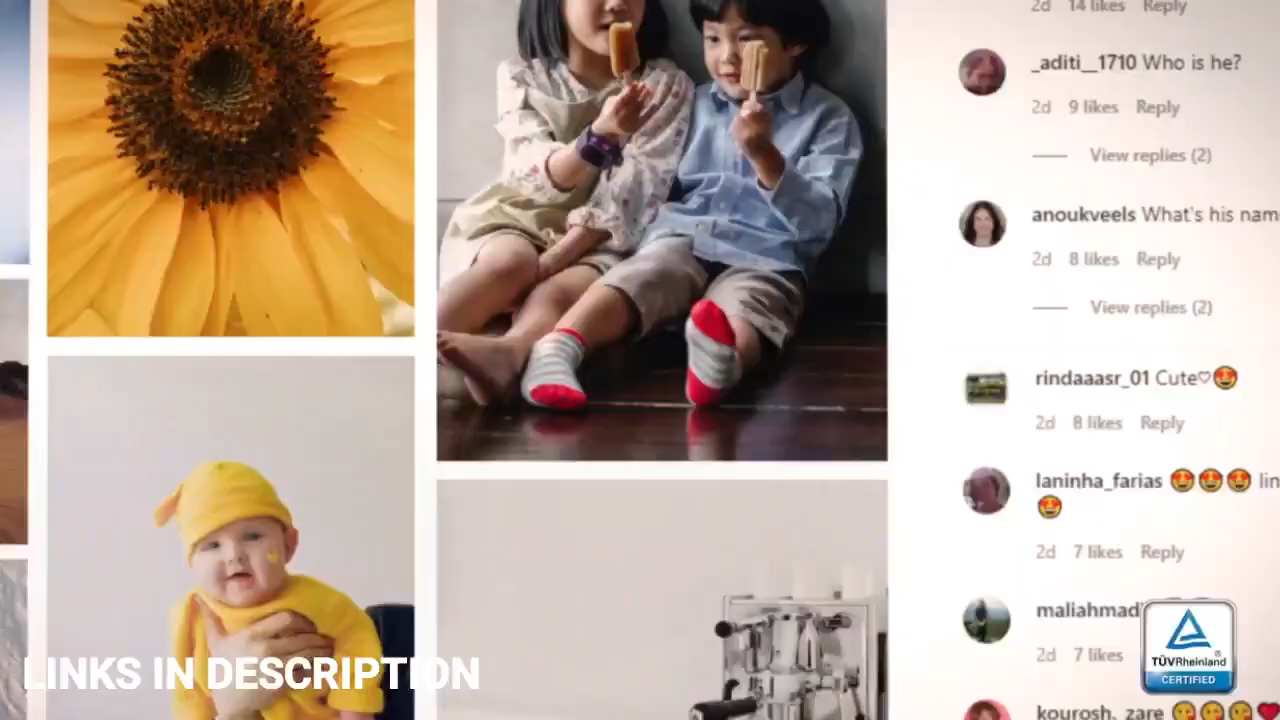 2d 14 likes Reply
_aditi__1710 Who is he?
2d 9 likes Reply
View replies (2)
anoukveels What's his nam
2d 8 likes Reply
View replies (2)
rindaaasr_01 Cute♡😍
2d 8 likes Reply
laninha_farias 😍😍😍 lin
😍
2d 7 likes Reply
maliahmad
2d 7 likes
kourosh_zare 😘😘😘❤
LINKS IN DESCRIPTION
TÜVRheinland®
CERTIFIED